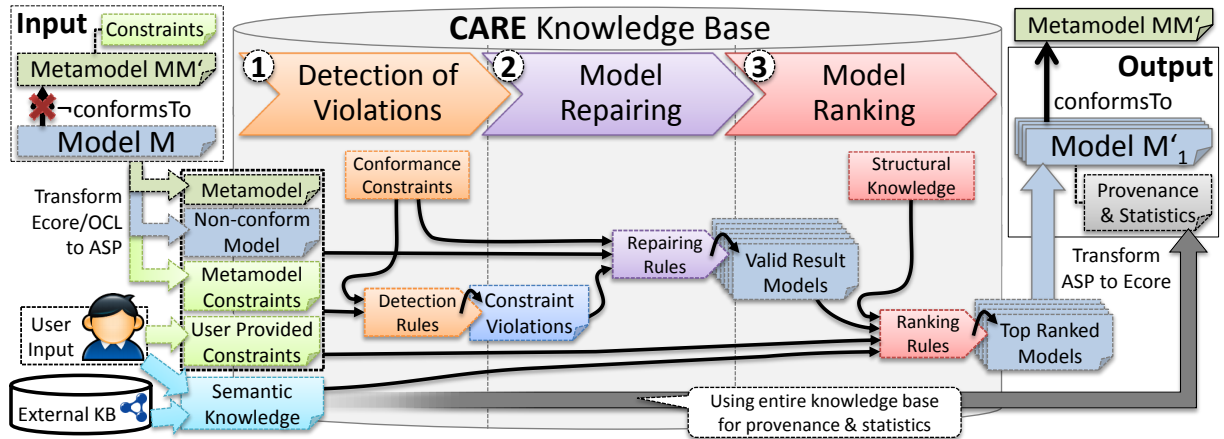 Input
Constraints
Metamodel MM‘
¬conformsTo
Model M
Transform
Ecore/OCL
to ASP
User
Input
External KB
CARE Knowledge Base
1
Detection of
Violations
2
Model
Repairing
3
Model
Ranking
Metamodel
Non-conform
Model
Metamodel
Constraints
User Provided
Constraints
Semantic
Knowledge
Conformance
Constraints
Detection
Rules
Constraint
Violations
Repairing
Rules
Valid Result
Models
Structural
Knowledge
Ranking
Rules
Top Ranked
Models
Using entire knowledge base
for provenance & statistics
Metamodel MM‘
Output
conformsTo
Model M‘1
Provenance
& Statistics
Transform
ASP to Ecore